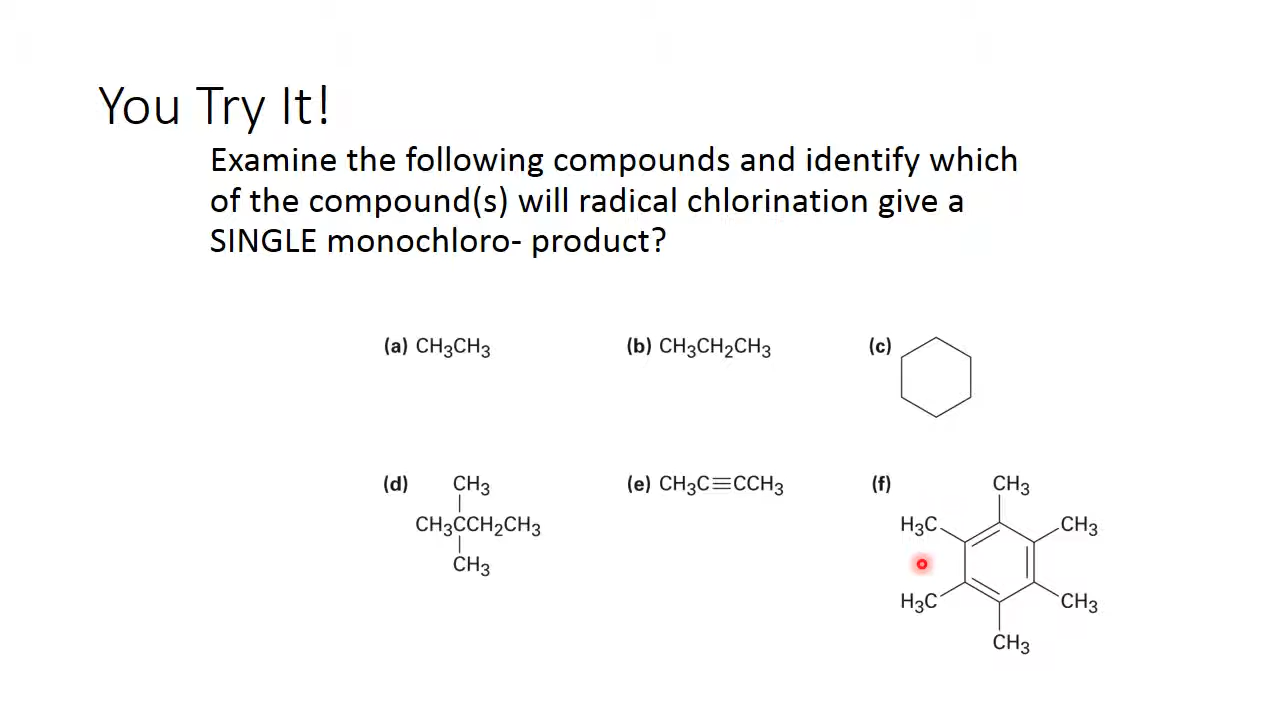 You Try It!
Examine the following compounds and identify which
of the compound(s) will radical chlorination give a
SINGLE monochloro- product?
(a) CH₃CH₃
(b) CH₃CH₂CH₃
(c)
(d)
CH₃
CH₃CCH₂CH₃
CH₃
(e) CH₃C≡CCH₃
(f)
CH₃
H₃C
CH₃
H₃C
CH₃
CH₃